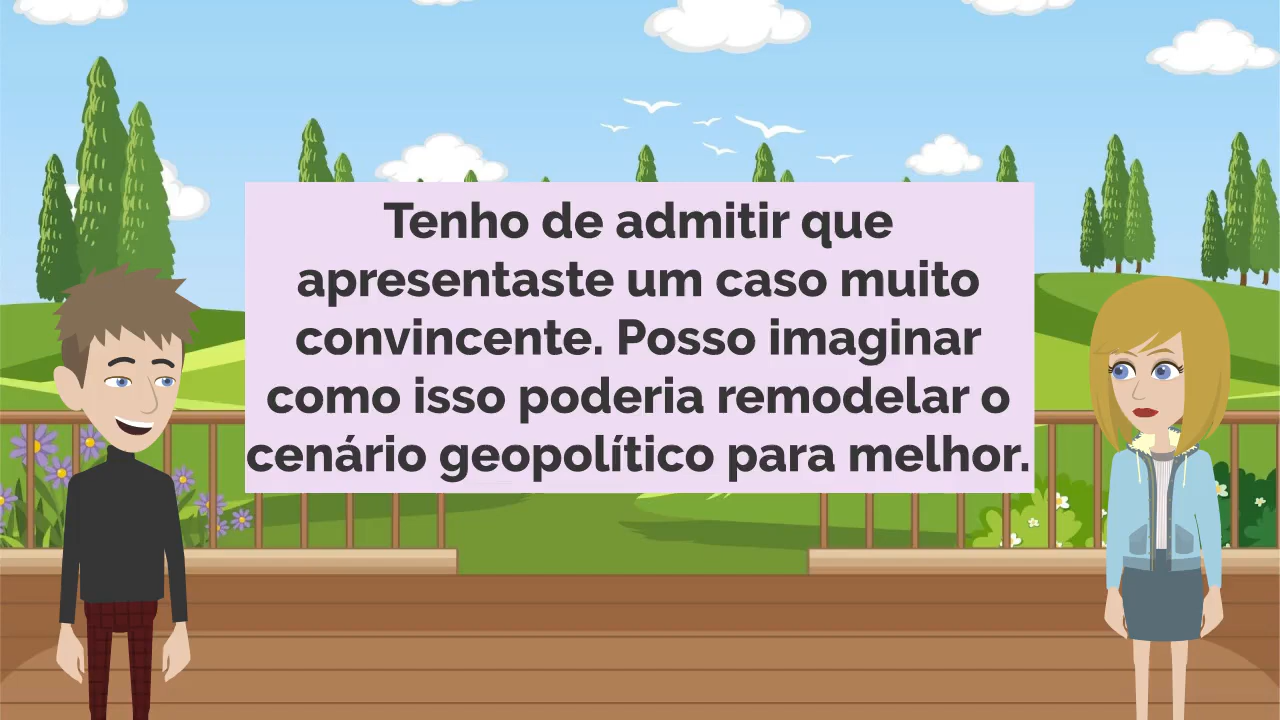 Tenho de admitir que
apresentaste um caso muito
convincente. Posso imaginar
como isso poderia remodelar o
cenário geopolítico para melhor.